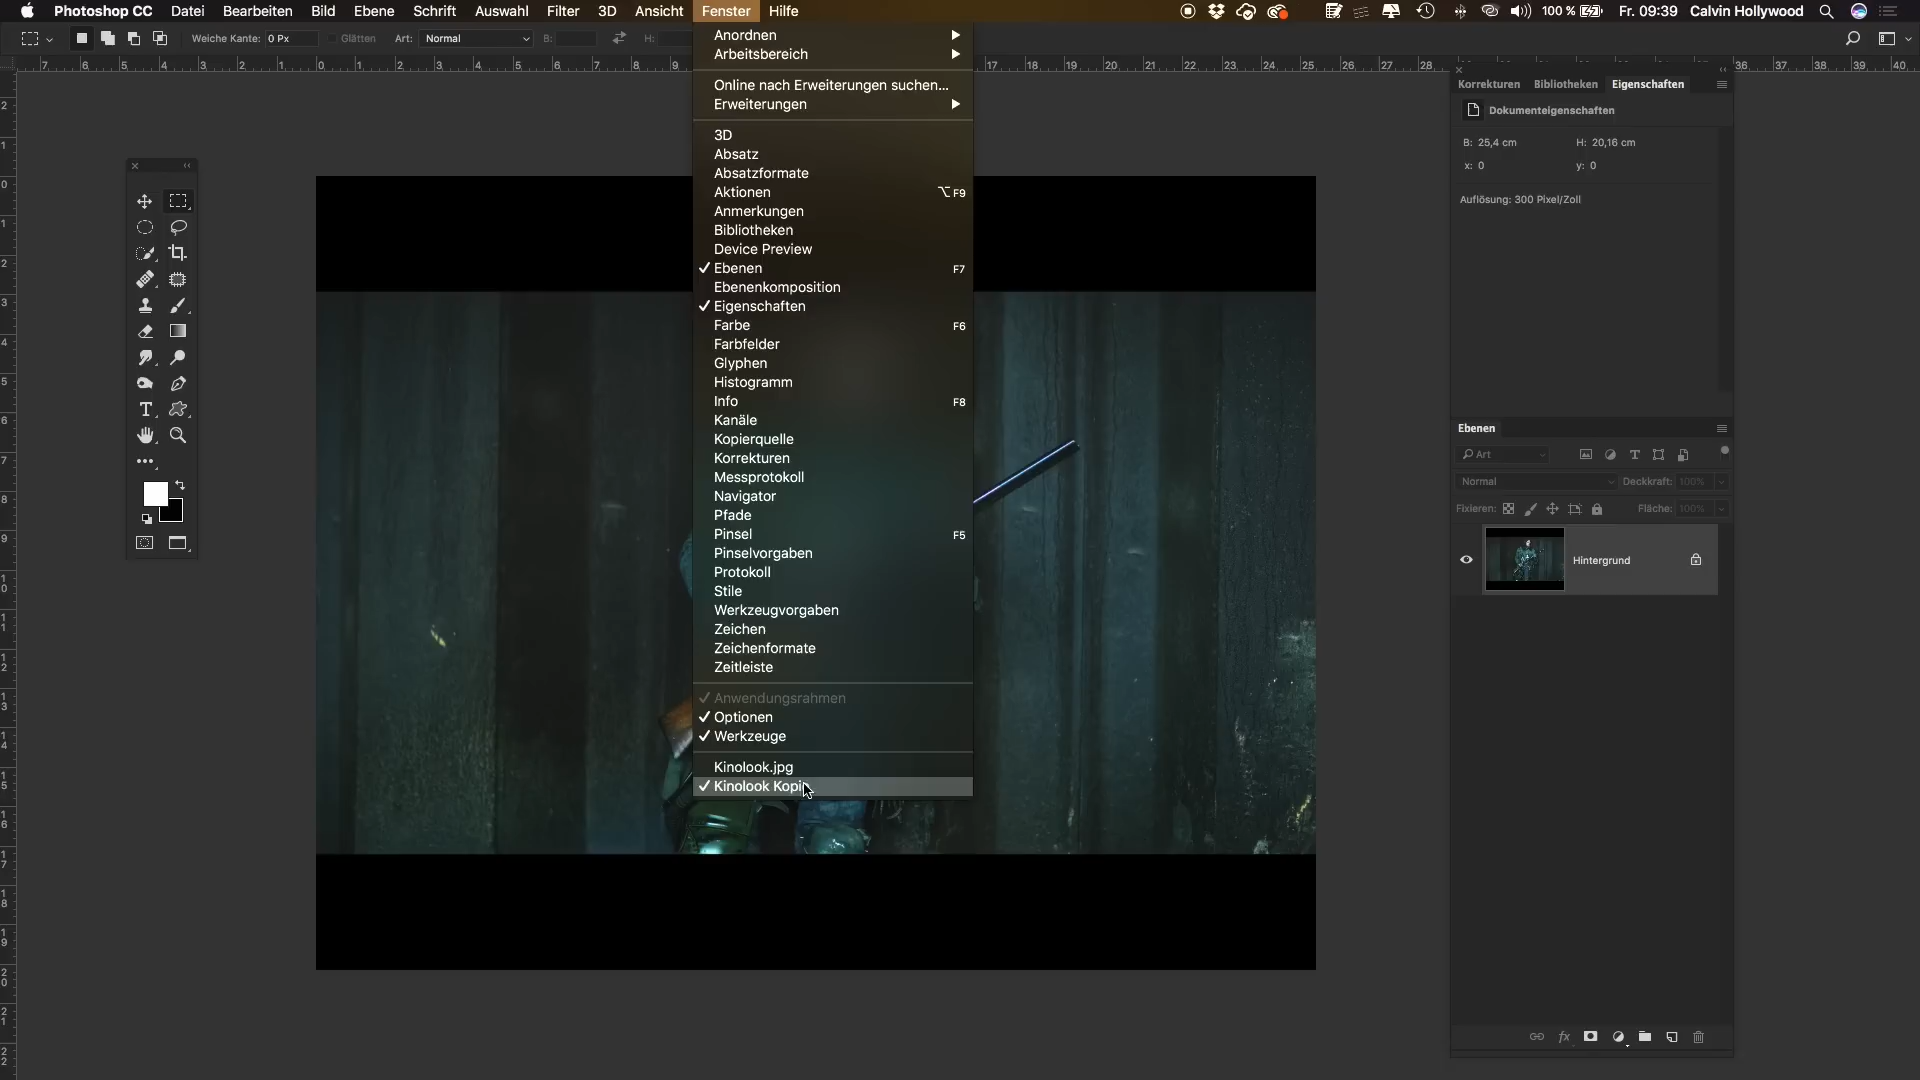 Photoshop CC Datei Bearbeiten Bild Ebene Schrift Auswahl Filter 3D Ansicht Fenster Hilfe 100 % Fr. 09:39 Calvin Hollywood
Weiche Kante: 0 Px Glätten Art: Normal B: H:
Anordnen
Arbeitsbereich
Online nach Erweiterungen suchen...
Erweiterungen
3D
Absatz
Absatzformate
Aktionen ⌥F9
Anmerkungen
Bibliotheken
Device Preview
✓ Ebenen F7
Ebenenkomposition
✓ Eigenschaften
Farbe F6
Farbfelder
Glyphen
Histogramm
Info F8
Kanäle
Kopierquelle
Korrekturen
Messprotokoll
Navigator
Pfade
Pinsel F5
Pinselvorgaben
Protokoll
Stile
Werkzeugvorgaben
Zeichen
Zeichenformate
Zeitleiste
✓ Anwendungsrahmen
✓ Optionen
✓ Werkzeuge
Kinolook.jpg
✓ Kinolook Kopi
Korrekturen Bibliotheken Eigenschaften
Dokumenteigenschaften
B: 25,4 cm H: 20,16 cm
x: 0 y: 0
Auflösung: 300 Pixel/Zoll
Ebenen
Art
Normal Deckkraft: 100%
Fixieren: Fläche: 100%
Hintergrund
fx